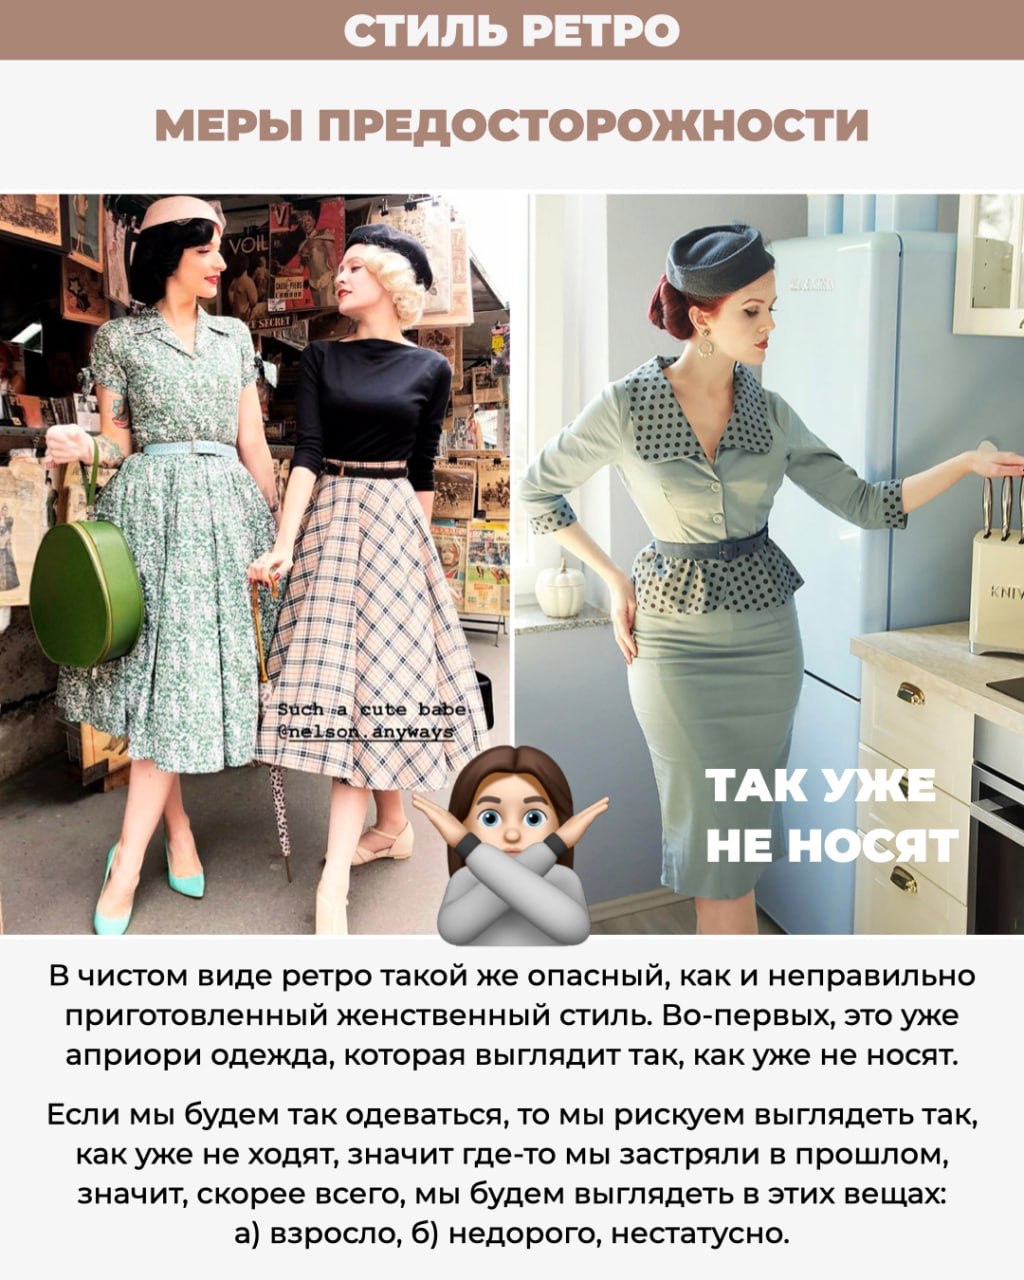 СТИЛЬ РЕТРО
МЕРЫ ПРЕДОСТОРОЖНОСТИ
VOIL
E SECRET
Such a cute babe
@nelson.anyways
KNIV
ТАК УЖЕ
НЕ НОСЯТ
В чистом виде ретро такой же опасный, как и неправильно
приготовленный женственный стиль. Во-первых, это уже
априори одежда, которая выглядит так, как уже не носят.
Если мы будем так одеваться, то мы рискуем выглядеть так,
как уже не ходят, значит где-то мы застряли в прошлом,
значит, скорее всего, мы будем выглядеть в этих вещах:
а) взросло, б) недорого, нестатусно.